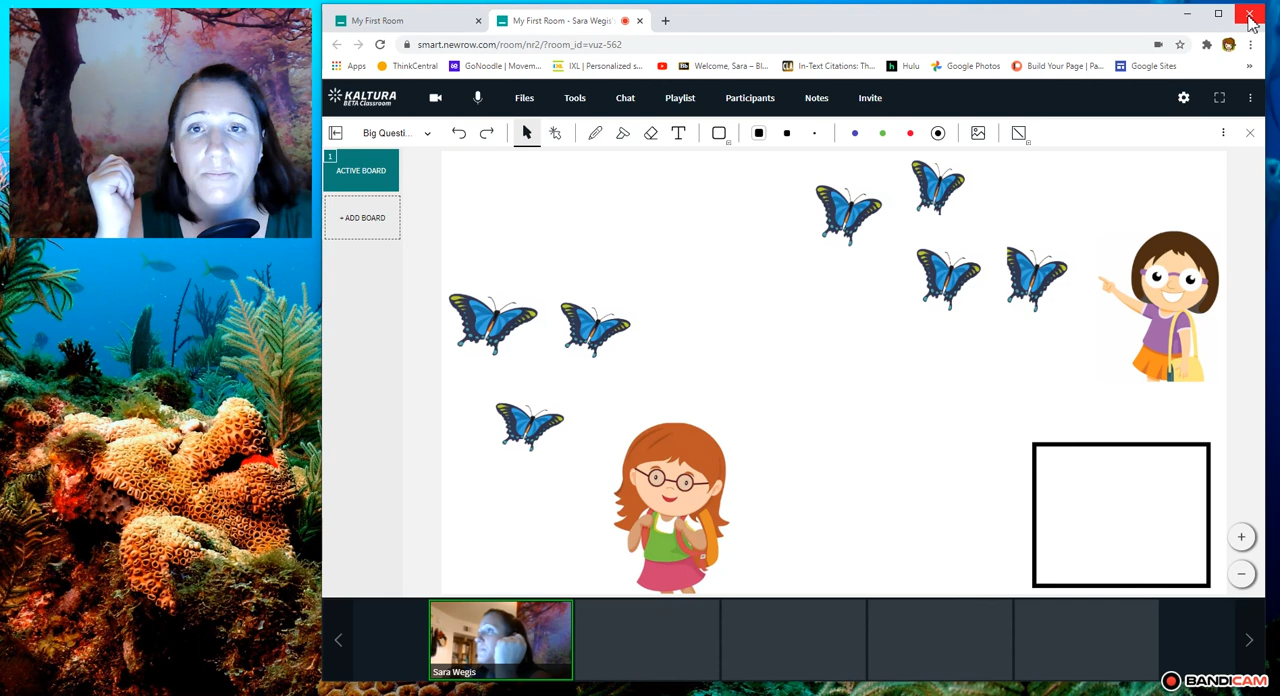 My First Room
My First Room - Sara Wegis
smart.newrow.com/room/nr2/?room_id=vuz-562
Apps
ThinkCentral
GoNoodle | Movem...
IXL
IXL | Personalized s...
Bb
Welcome, Sara – Bl...
CLA
In-Text Citations: Th...
h
Hulu
Google Photos
Build Your Page | Pa...
Google Sites
»
KALTURA
BETA Classroom
Files
Tools
Chat
Playlist
Participants
Notes
Invite
Big Questi...
T
1
ACTIVE BOARD
+ ADD BOARD
Sara Wegis
BANDICAM